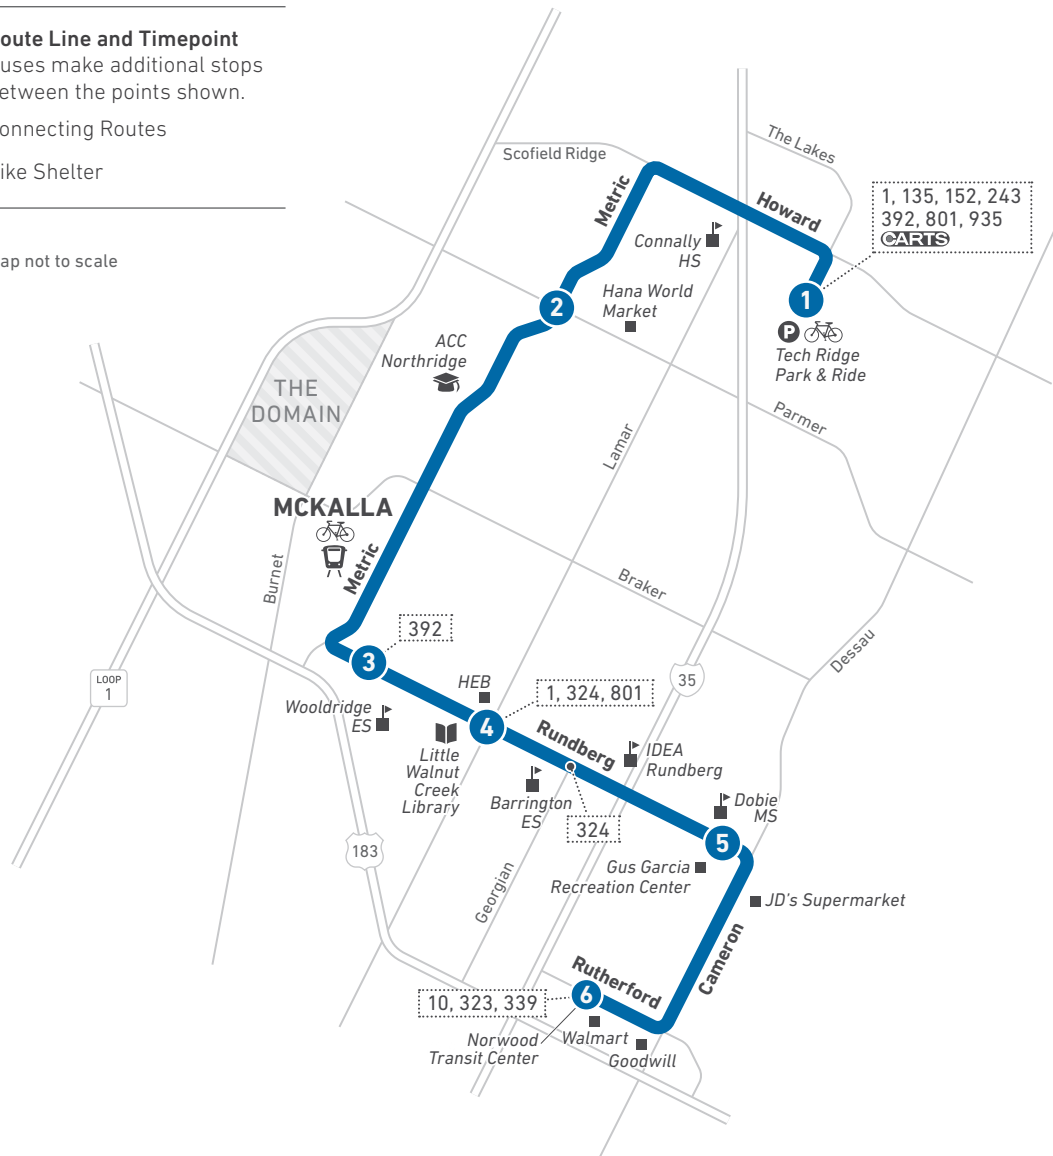 oute Line and Timepoint
uses make additional stops
etween the points shown.
onnecting Routes
ike Shelter
ap not to scale
The Lakes
Scofield Ridge
Metric
Howard
1, 135, 152, 243
392, 801, 935
CARTS
Connally
HS
Hana World
Market
1
2
P
Tech Ridge
Park & Ride
ACC
Northridge
THE
DOMAIN
Parmer
Lamar
MCKALLA
Metric
Burnet
Braker
392
3
Dessau
LOOP
1
35
HEB
1, 324, 801
Wooldridge
ES
4
Rundberg
Little
Walnut
Creek
Library
IDEA
Rundberg
Barrington
ES
324
Dobie
MS
5
183
Gus Garcia
Recreation Center
Georgian
JD's Supermarket
Cameron
Rutherford
6
10, 323, 339
Norwood
Transit Center
Walmart
Goodwill